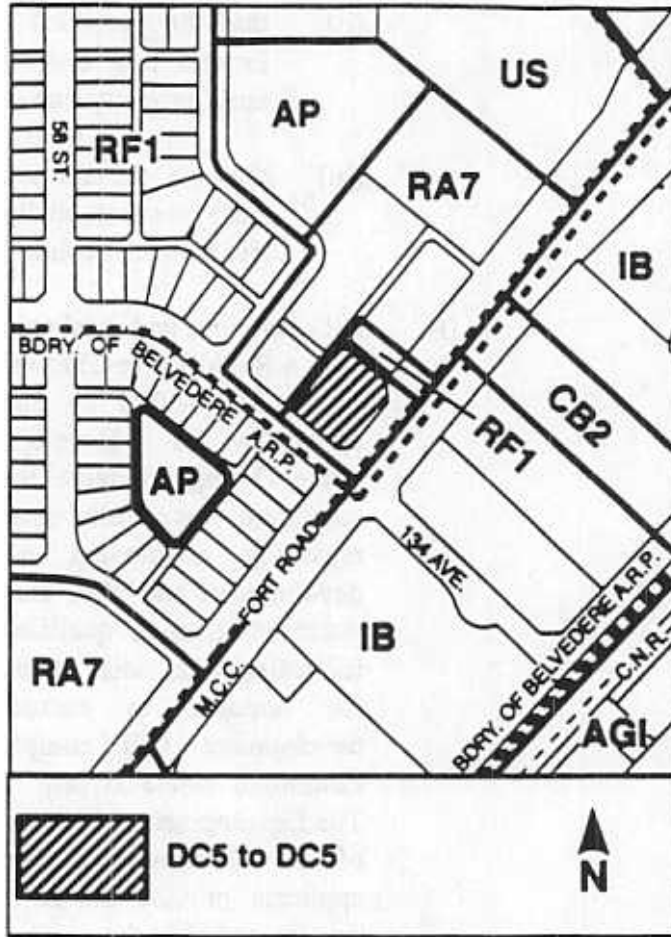 US
AP
RF1
56 ST.
RA7
IB
BDRY. OF BELVEDERE A.R.P.
CB2
RF1
AP
FORT ROAD
134 AVE.
M.C.C.
IB
RA7
BDRY. OF BELVEDERE A.R.P.
C.N.R.
AGI
DC5 to DC5
N